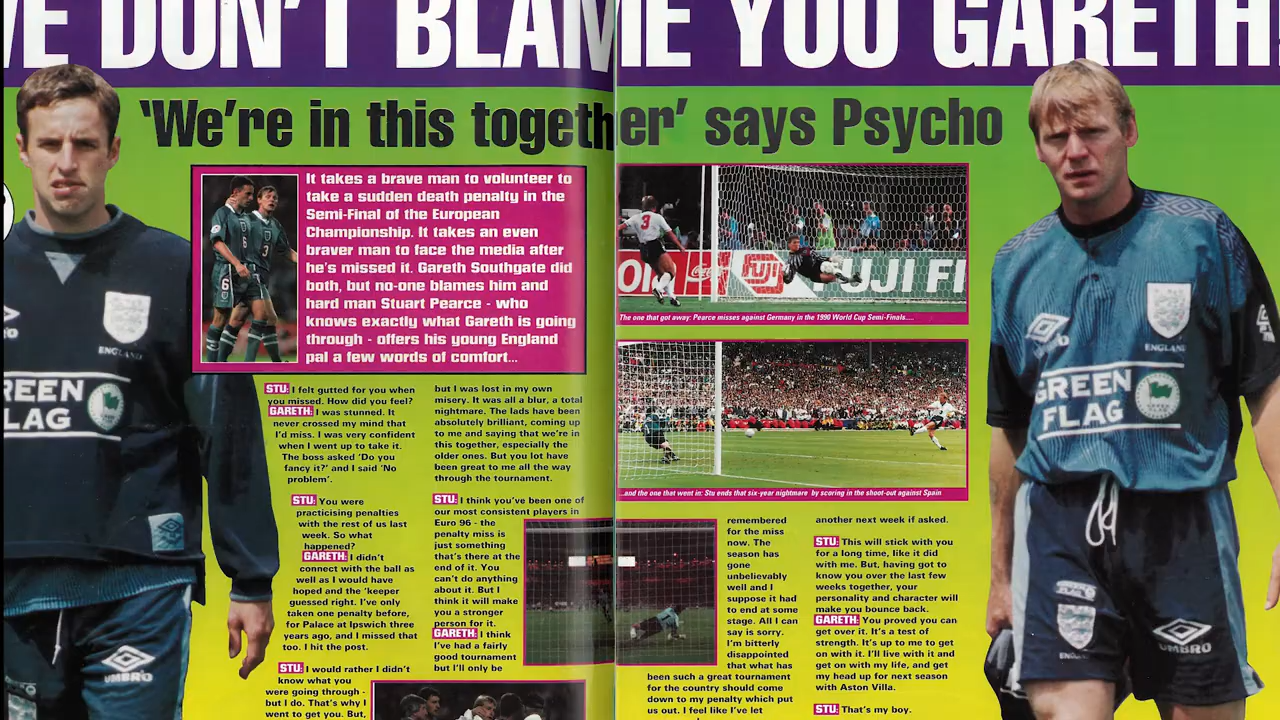 WE DON'T BLAME YOU GARETH!
'We're in this together' says Psycho
It takes a brave man to volunteer to
take a sudden death penalty in the
Semi-Final of the European
Championship. It takes an even
braver man to face the media after
he's missed it. Gareth Southgate did
both, but no-one blames him and
hard man Stuart Pearce - who
knows exactly what Gareth is going
through - offers his young England
pal a few words of comfort...
STU: I felt gutted for you when
you missed. How did you feel?
GARETH: I was stunned. It
never crossed my mind that
I'd miss. I was very confident
when I went up to take it.
The boss asked 'Do you
fancy it?' and I said 'No
problem'.
STU: You were
practicising penalties
with the rest of us last
week. So what
happened?
GARETH: I didn't
connect with the ball as
well as I would have
hoped and the 'keeper
guessed right. I've only
taken one penalty before,
for Palace at Ipswich three
years ago, and I missed that
too. I hit the post.
STU: I would rather I didn't
know what you
were going through -
but I do. That's why I
went to get you. But,
but I was lost in my own
misery. It was all a blur, a total
nightmare. The lads have been
absolutely brilliant, coming up
to me and saying that we're in
this together, especially the
older ones. But you lot have
been great to me all the way
through the tournament.
STU: I think you've been one of
our most consistent players in
Euro 96 - the
penalty miss is
just something
that's there at the
end of it. You
can't do anything
about it. But I
think it will make
you a stronger
person for it.
GARETH: I think
I've had a fairly
good tournament
but I'll only be
The one that got away: Pearce misses against Germany in the 1990 World Cup Semi-Finals....
...and the one that went in: Stu ends that six-year nightmare by scoring in the shoot-out against Spain
remembered
for the miss
now. The
season has
gone
unbelievably
well and I
suppose it had
to end at some
stage. All I can
say is sorry.
I'm bitterly
disappointed
that what has
been such a great tournament
for the country should come
down to my penalty which put
us out. I feel like I've let
another next week if asked.
STU: This will stick with you
for a long time, like it did
with me. But, having got to
know you over the last few
weeks together, your
personality and character will
make you bounce back.
GARETH: You proved you can
get over it. It's a test of
strength. It's up to me to get
on with it. I'll live with it and
get on with my life, and get
my head up for next season
with Aston Villa.
STU: That's my boy.
ENGLAND
GREEN
FLAG
UMBRO
6
6
3
3
Coca-Cola
FUJI
FUJI FI
ENGLAND
GREEN
FLAG
UMBRO